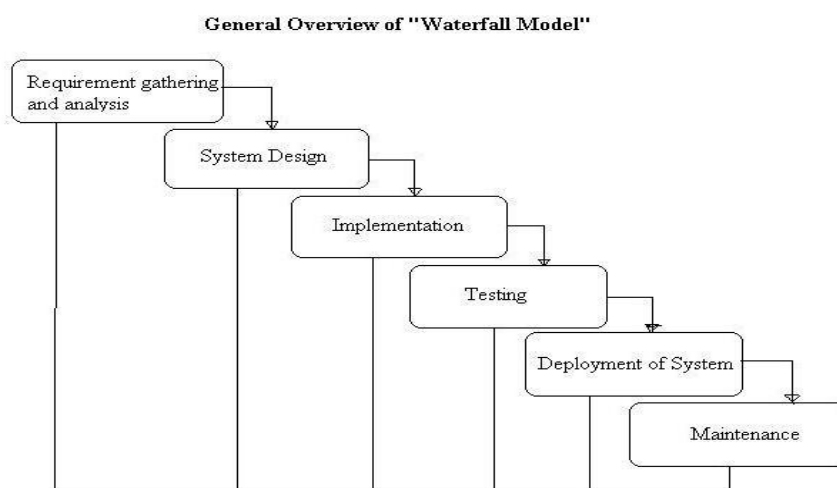 General Overview of "Waterfall Model"
Requirement gathering
and analysis
System Design
Implementation
Testing
Deployment of System
Maintenance